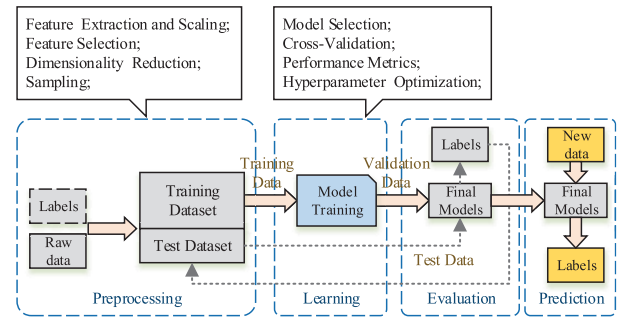 Feature Extraction and Scaling;
Feature Selection;
Dimensionality Reduction;
Sampling;
Model Selection;
Cross-Validation;
Performance Metrics;
Hyperparameter Optimization;
Labels
Raw
data
Training
Dataset
Test Dataset
Training
Data
Model
Training
Validation
Data
Labels
Final
Models
Test Data
New
data
Final
Models
Labels
Preprocessing
Learning
Evaluation
Prediction